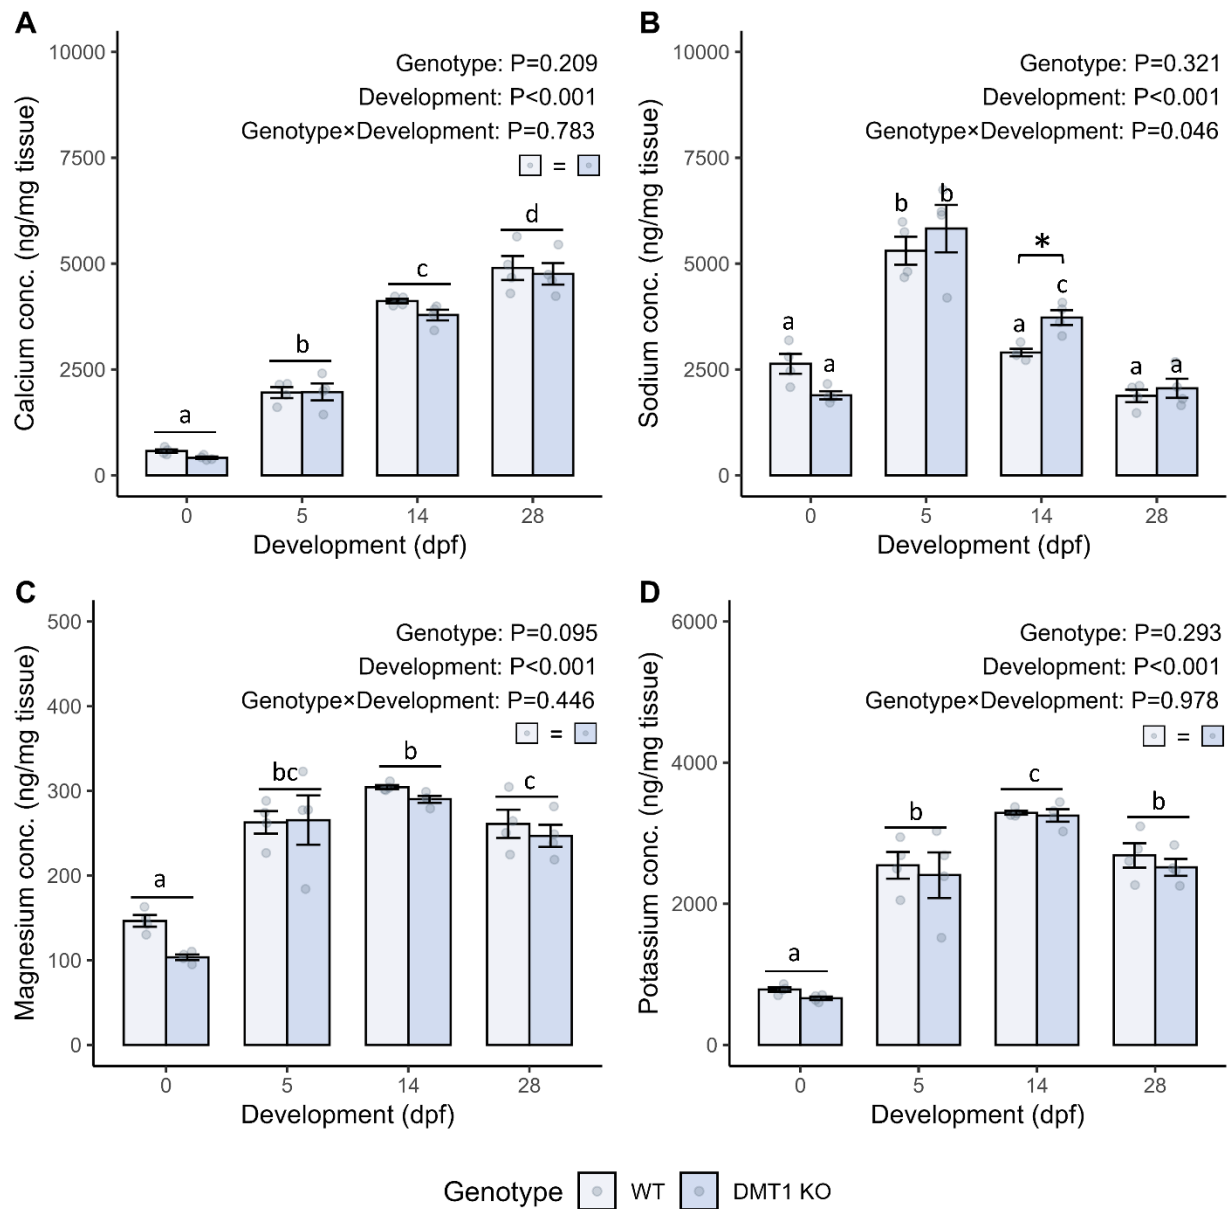 A
Calcium conc. (ng/mg tissue)
10000
7500
5000
2500
0
Genotype: P=0.209
Development: P<0.001
Genotype×Development: P=0.783
=
a
b
c
d
0 5 14 28
Development (dpf)
B
Sodium conc. (ng/mg tissue)
10000
7500
5000
2500
0
Genotype: P=0.321
Development: P<0.001
Genotype×Development: P=0.046
a a
b b
*
a c
a a
0 5 14 28
Development (dpf)
C
Magnesium conc. (ng/mg tissue)
500
400
300
200
100
0
Genotype: P=0.095
Development: P<0.001
Genotype×Development: P=0.446
=
a
bc
b
c
0 5 14 28
Development (dpf)
D
Potassium conc. (ng/mg tissue)
6000
4000
2000
0
Genotype: P=0.293
Development: P<0.001
Genotype×Development: P=0.978
=
a
b
c
b
0 5 14 28
Development (dpf)
Genotype WT DMT1 KO